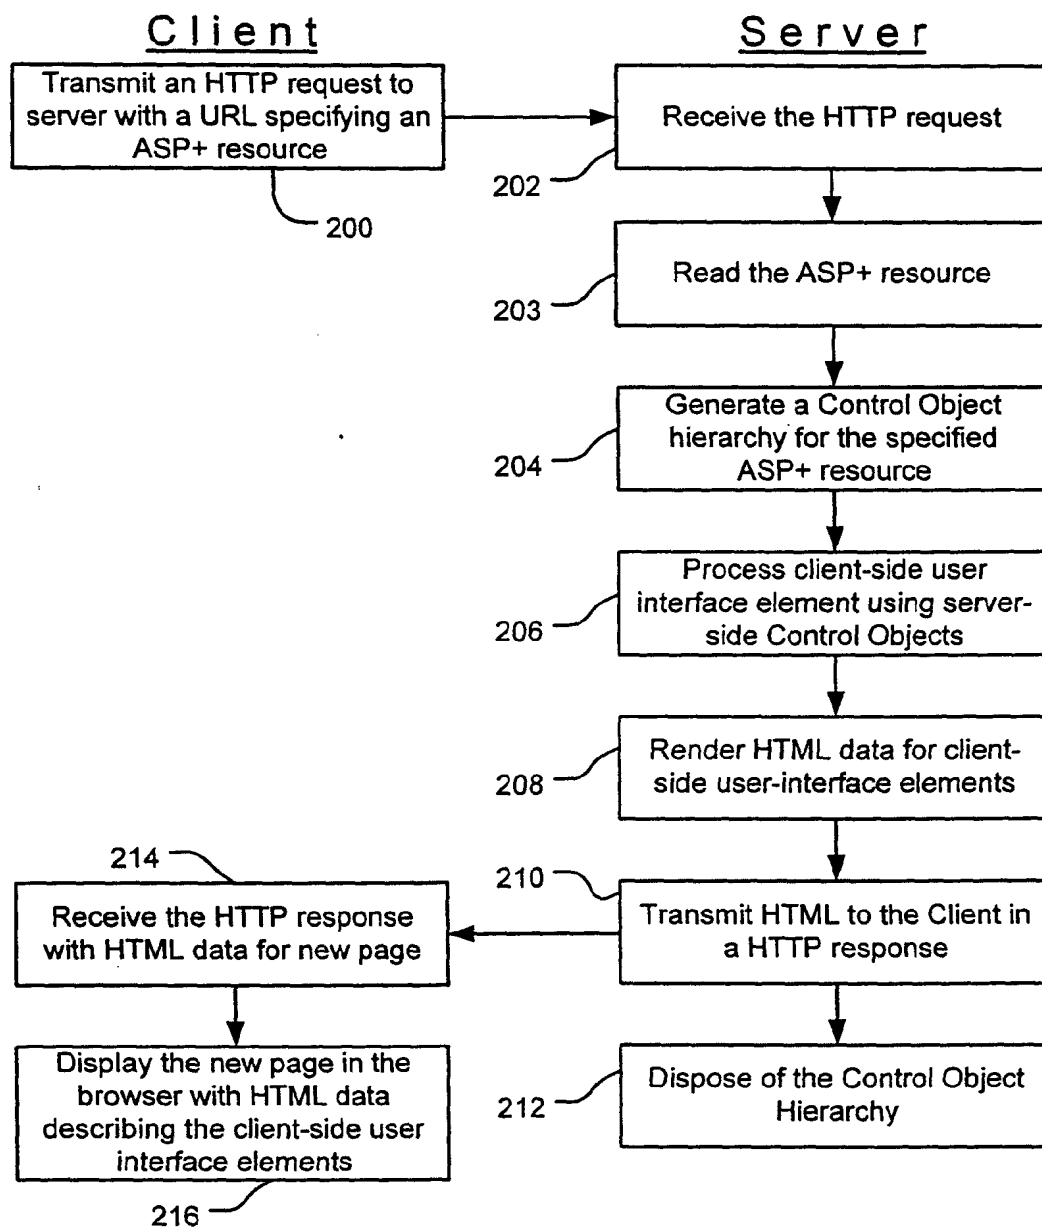 Client
Server
Transmit an HTTP request to
server with a URL specifying an
ASP+ resource
200
Receive the HTTP request
202
Read the ASP+ resource
203
Generate a Control Object
hierarchy for the specified
ASP+ resource
204
Process client-side user
interface element using server-
side Control Objects
206
Render HTML data for client-
side user-interface elements
208
210
Transmit HTML to the Client in
a HTTP response
214
Receive the HTTP response
with HTML data for new page
Dispose of the Control Object
Hierarchy
212
Display the new page in the
browser with HTML data
describing the client-side user
interface elements
216